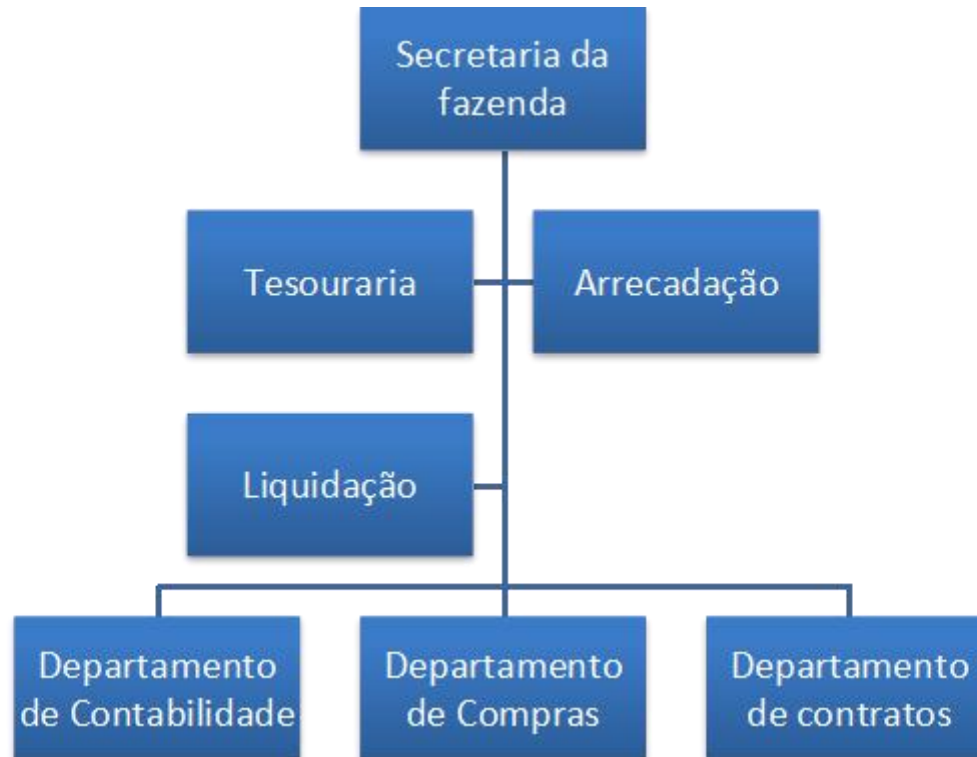 Secretaria da
fazenda
Tesouraria
Arrecadação
Liquidação
Departamento
de Contabilidade
Departamento
de Compras
Departamento
de contratos